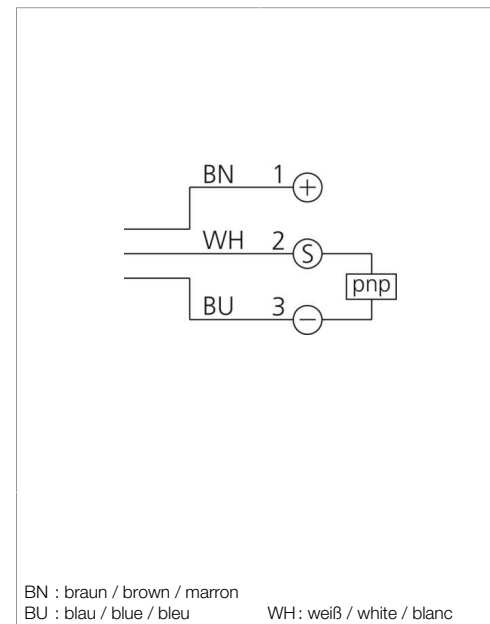 BN 1 +
WH 2 S
pnp
BU 3 −
BN : braun / brown / marron
BU : blau / blue / bleu WH : weiß / white / blanc